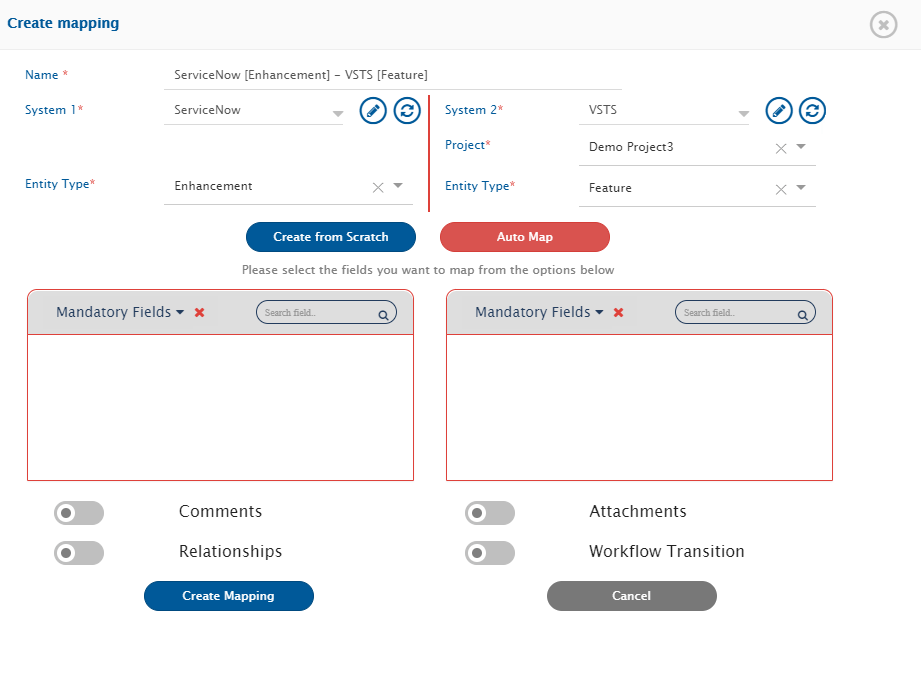 Create mapping
Name * ServiceNow [Enhancement] - VSTS [Feature]
System 1* ServiceNow System 2* VSTS
Project* Demo Project3
Entity Type* Enhancement Entity Type* Feature
Create from Scratch Auto Map
Please select the fields you want to map from the options below
Mandatory Fields Search field.. Mandatory Fields Search field..
Comments Attachments
Relationships Workflow Transition
Create Mapping Cancel